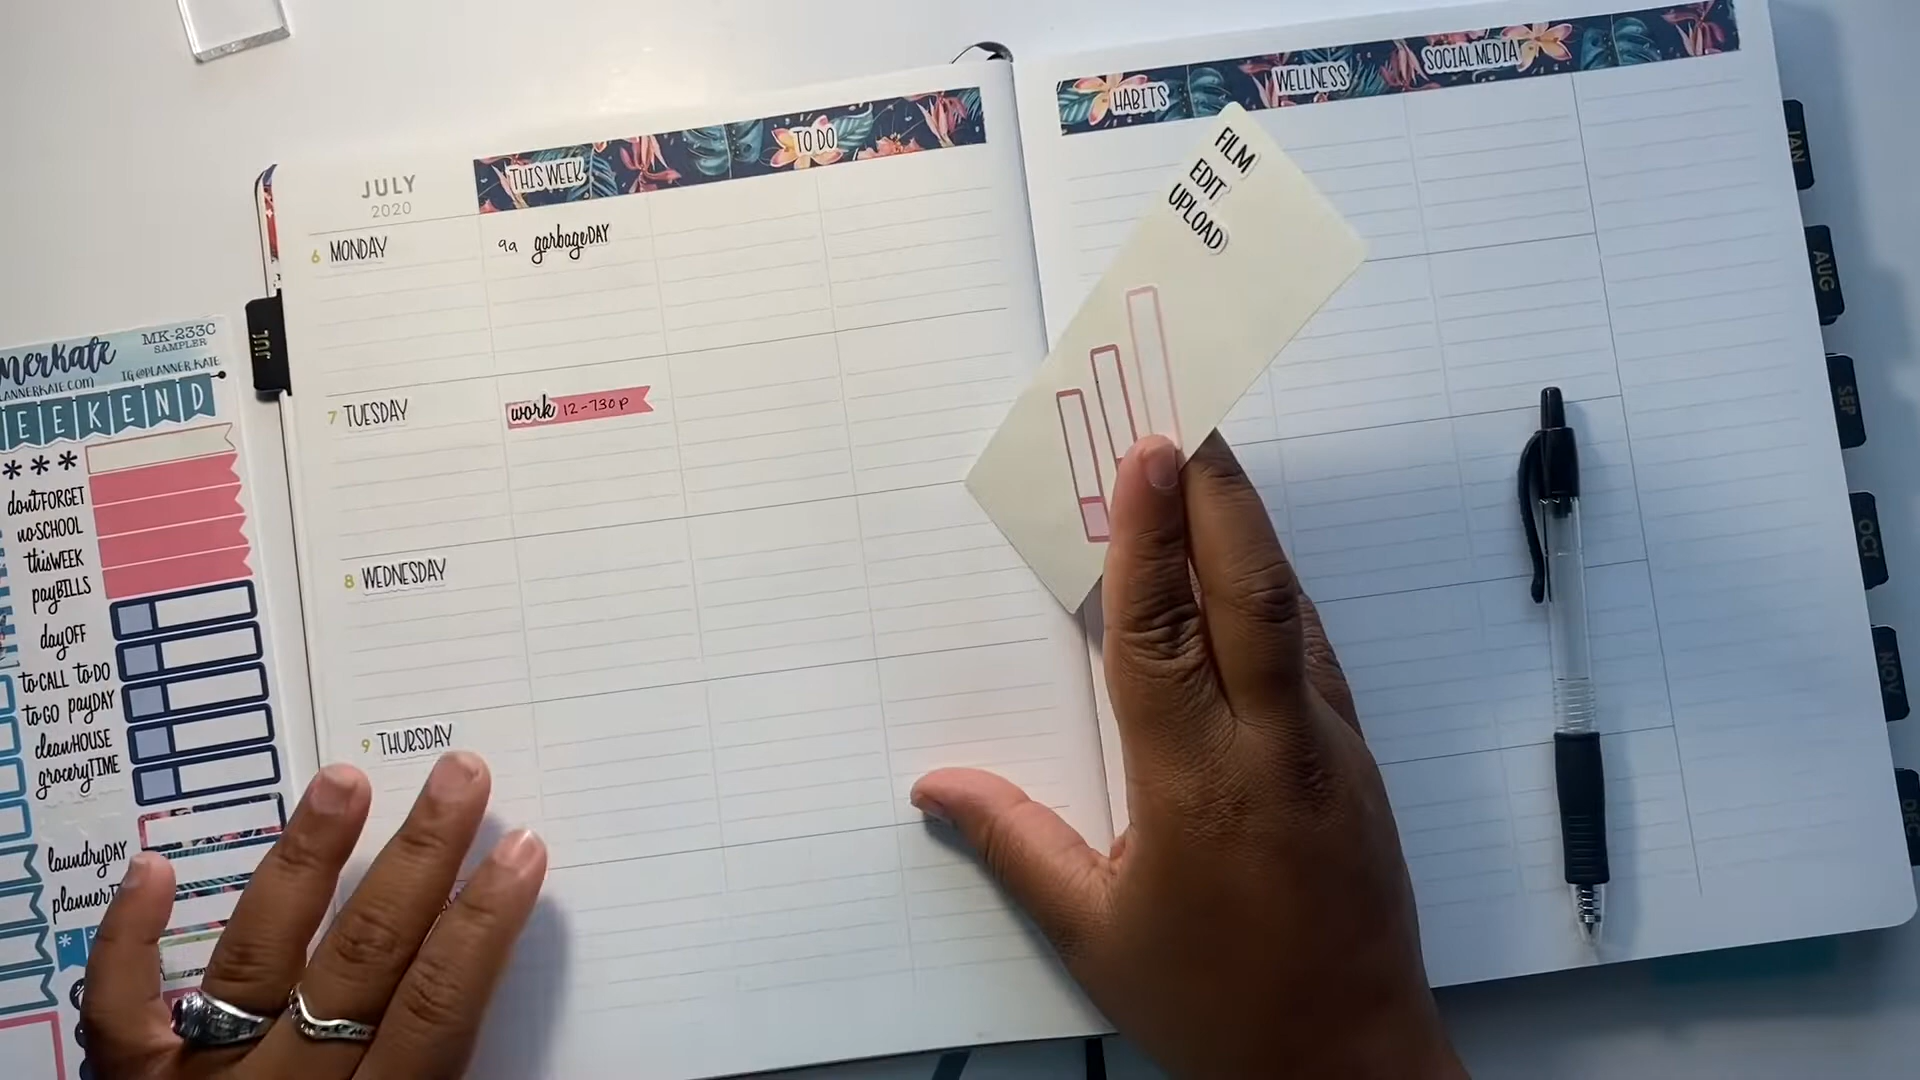 JULY
2020
THIS WEEK
TO DO
6 MONDAY
9a garbageDAY
7 TUESDAY
work 12-730p
8 WEDNESDAY
9 THURSDAY
HABITS
WELLNESS
SOCIAL MEDIA
FILM
EDIT
UPLOAD
JUL
JAN
AUG
SEP
OCT
NOV
DEC
MK-233C
SAMPLER
IG@PLANNER.KATE
EEKEND
***
dontFORGET
noSCHOOL
thisWEEK
payBILLS
dayOFF
toCALL toDO
toGO payDAY
cleanHOUSE
groceryTIME
laundryDAY